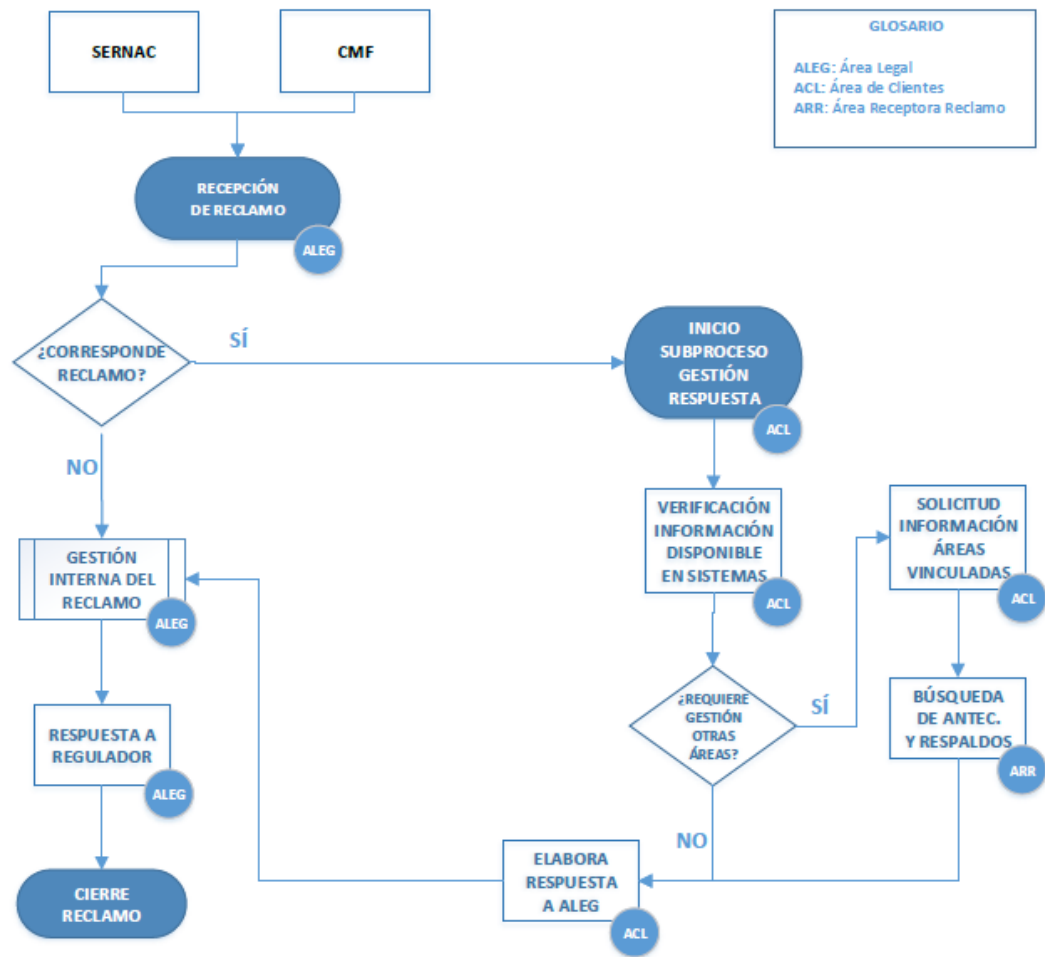 SERNAC
CMF
GLOSARIO
ALEG: Área Legal
ACL: Área de Clientes
ARR: Área Receptora Reclamo
RECEPCIÓN
DE RECLAMO
ALEG
¿CORRESPONDE
RECLAMO?
SÍ
INICIO
SUBPROCESO
GESTIÓN
RESPUESTA
ACL
NO
VERIFICACIÓN
INFORMACIÓN
DISPONIBLE
EN SISTEMAS
ACL
SOLICITUD
INFORMACIÓN
ÁREAS
VINCULADAS
ACL
GESTIÓN
INTERNA DEL
RECLAMO
ALEG
¿REQUIERE
GESTIÓN
OTRAS
ÁREAS?
SÍ
BÚSQUEDA
DE ANTEC.
Y RESPALDOS
ARR
RESPUESTA A
REGULADOR
ALEG
NO
ELABORA
RESPUESTA
A ALEG
ACL
CIERRE
RECLAMO